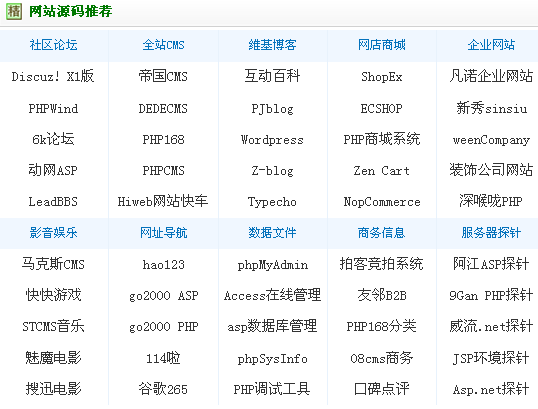 精 网站源码推荐
社区论坛 全站CMS 维基博客 网店商城 企业网站
Discuz! X1版 帝国CMS 互动百科 ShopEx 凡诺企业网站
PHPWind DEDECMS PJblog ECSHOP 新秀sinsiu
6k论坛 PHP168 Wordpress PHP商城系统 weenCompany
动网ASP PHPCMS Z-blog Zen Cart 装饰公司网站
LeadBBS Hiweb网站快车 Typecho NopCommerce 深喉咙PHP
影音娱乐 网址导航 数据文件 商务信息 服务器探针
马克斯CMS hao123 phpMyAdmin 拍客竞拍系统 阿江ASP探针
快快游戏 go2000 ASP Access在线管理 友邻B2B 9Gan PHP探针
STCMS音乐 go2000 PHP asp数据库管理 PHP168分类 威流.net探针
魅魔电影 114啦 phpSysInfo 08cms商务 JSP环境探针
搜迅电影 谷歌265 PHP调试工具 口碑点评 Asp.net探针